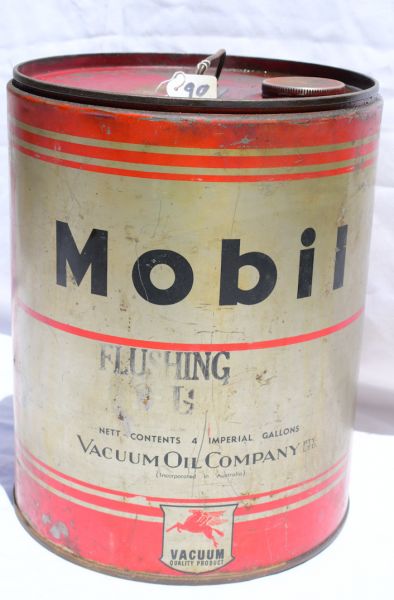 90
Mobil
FLUSHING
NETT CONTENTS 4 IMPERIAL GALLONS
VACUUM OIL COMPANY PTY. LTD.
(Incorporated in Australia)
VACUUM
QUALITY PRODUCT